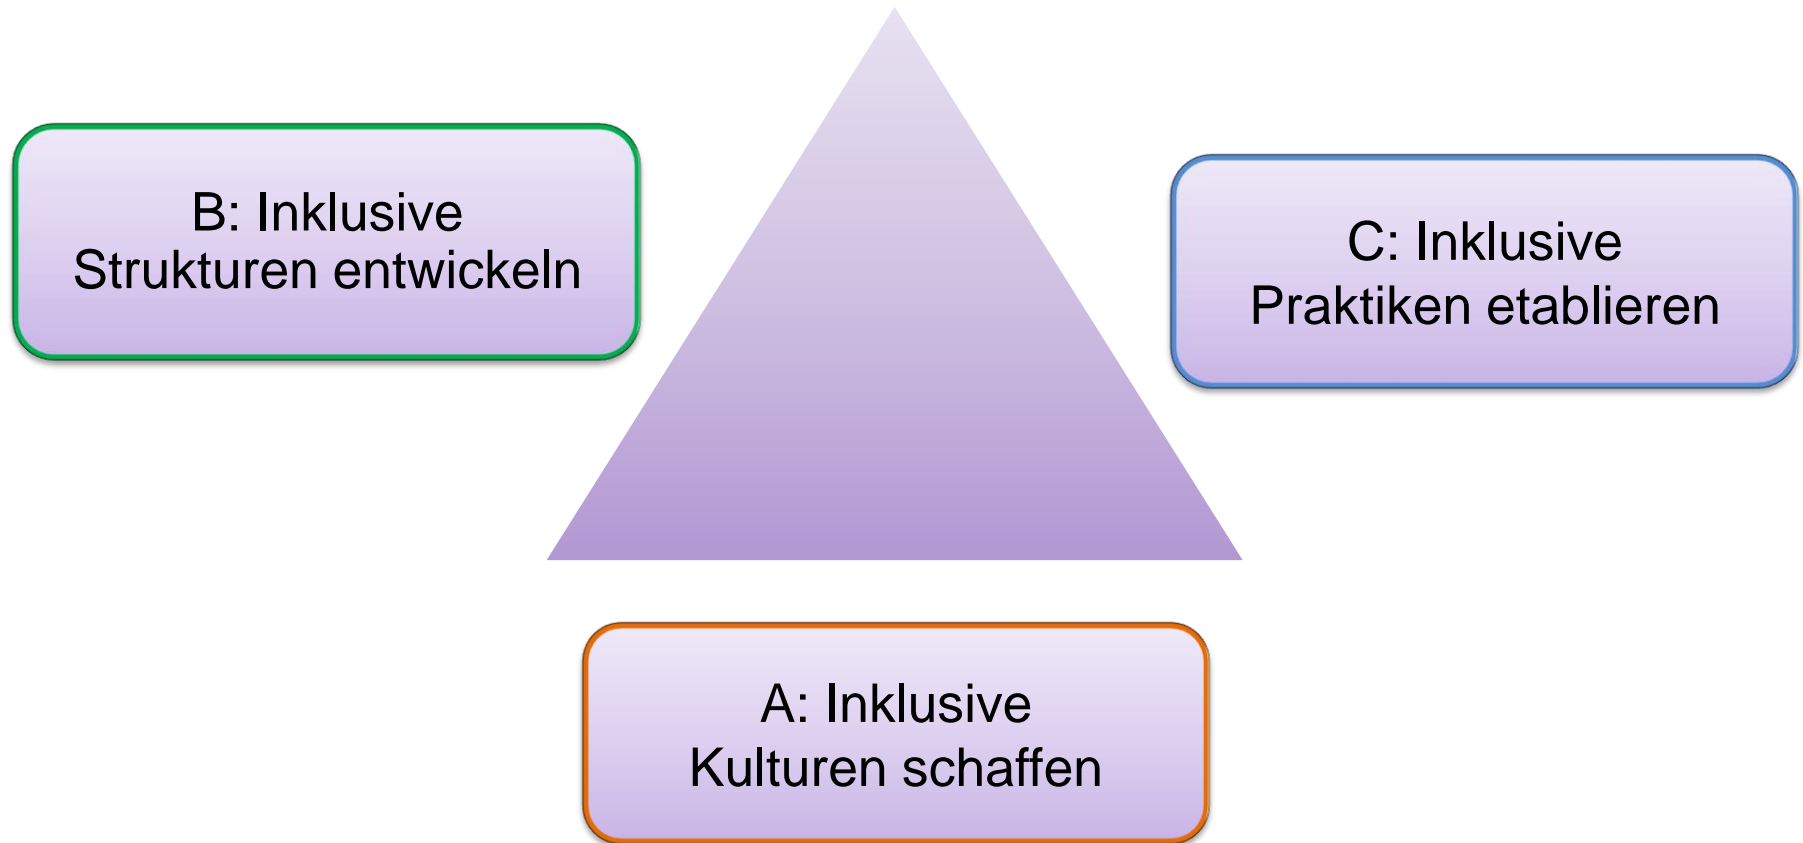 B: Inklusive
Strukturen entwickeln
C: Inklusive
Praktiken etablieren
A: Inklusive
Kulturen schaffen